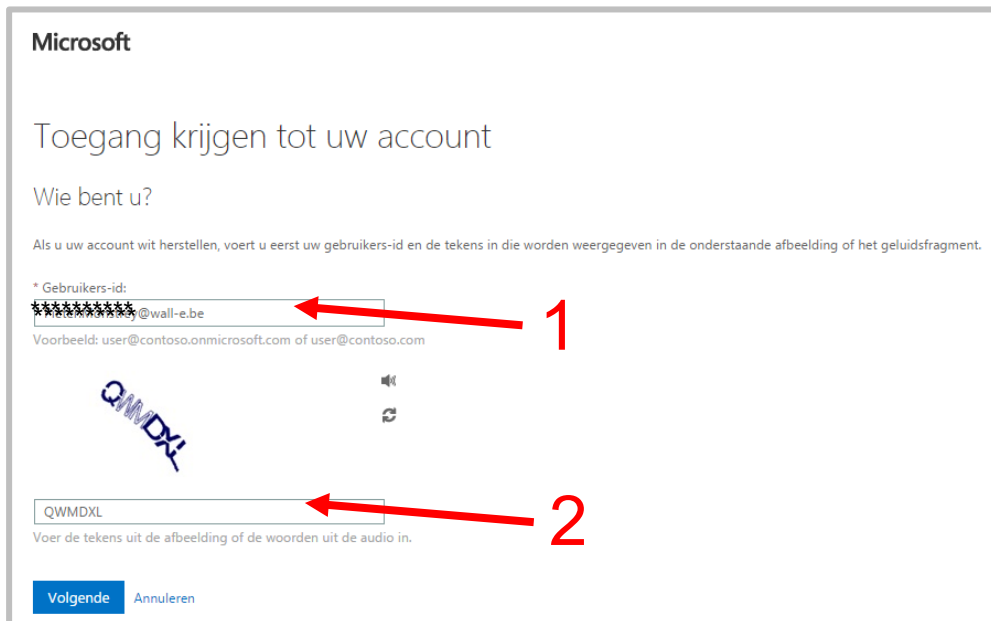 Microsoft
Toegang krijgen tot uw account
Wie bent u?
Als u uw account wit herstellen, voert u eerst uw gebruikers-id en de tekens in die worden weergegeven in de onderstaande afbeelding of het geluidsfragment.
* Gebruikers-id:
**********@wall-e.be
1
Voorbeeld: user@contoso.onmicrosoft.com of user@contoso.com
QWMDXL
QWMDXL
2
Voer de tekens uit de afbeelding of de woorden uit de audio in.
Volgende Annuleren